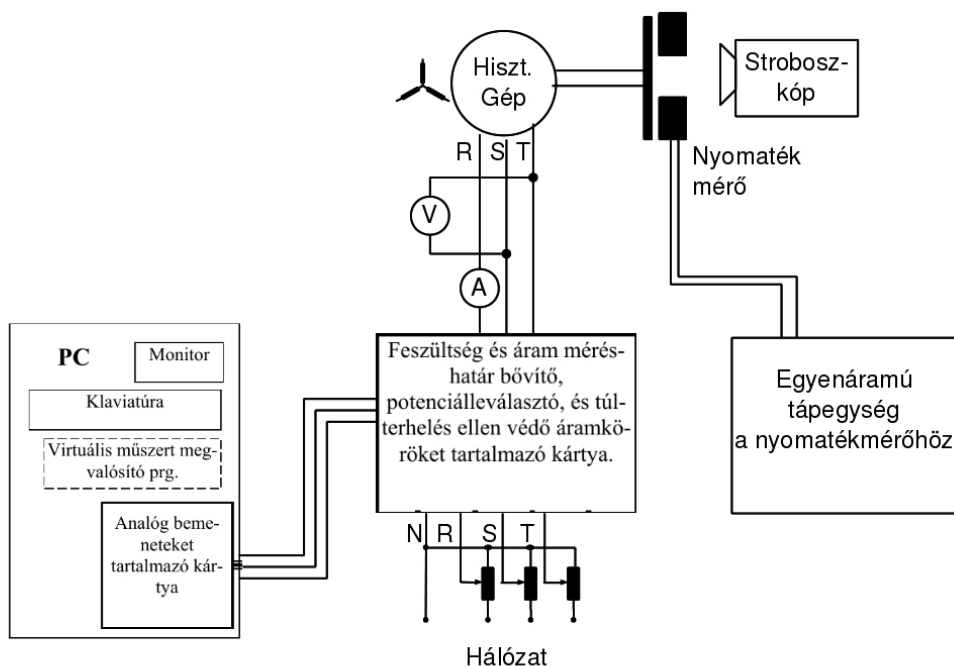 Hiszt.
Gép
Strobosz-
kóp
R S T
Nyomaték
mérő
V
A
PC
Monitor
Klaviatúra
Virtuális műszert meg-
valósító prg.
Analóg beme-
neteket
tartalmazó kár-
tya
Feszültség és áram mérés-
határ bővítő,
potenciálleválasztó, és túl-
terhelés ellen védő áramkö-
röket tartalmazó kártya.
Egyenáramú
tápegység
a nyomatékmérőhöz
N R S T
Hálózat